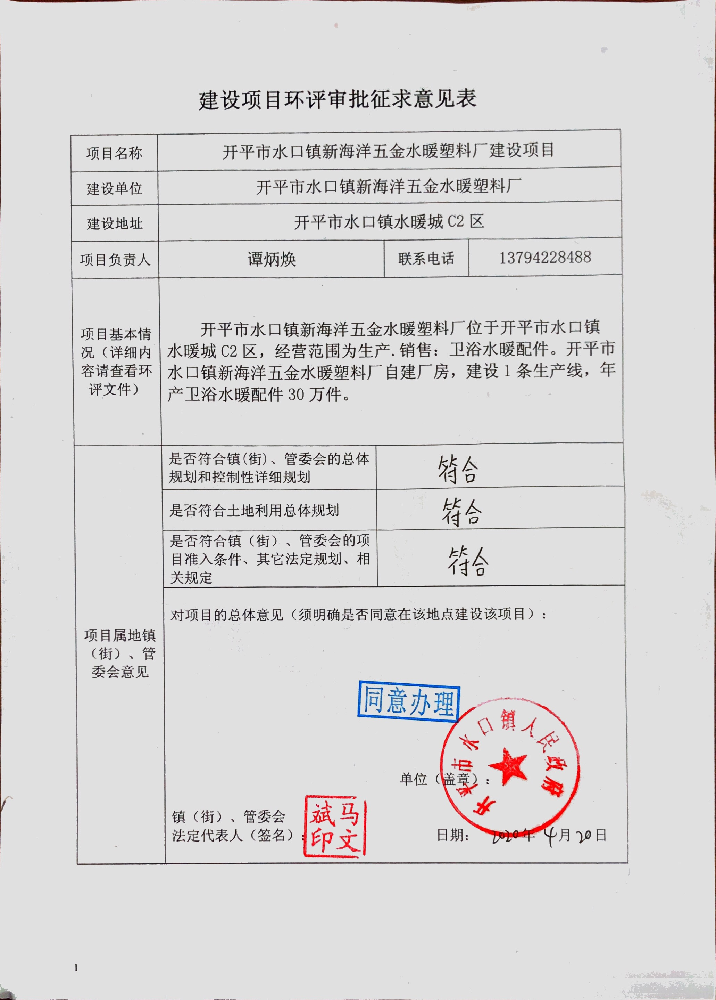 建设项目环评审批征求意见表
项目名称
开平市水口镇新海洋五金水暖塑料厂建设项目
建设单位
开平市水口镇新海洋五金水暖塑料厂
建设地址
开平市水口镇水暖城 C2 区
项目负责人
谭炳焕
联系电话
13794228488
项目基本情
况（详细内
容请查看环
评文件）
开平市水口镇新海洋五金水暖塑料厂位于开平市水口镇
水暖城 C2 区，经营范围为生产.销售：卫浴水暖配件。开平市
水口镇新海洋五金水暖塑料厂自建厂房，建设 1 条生产线，年
产卫浴水暖配件 30 万件。
项目属地镇
（街）、管
委会意见
是否符合镇(街)、管委会的总体
规划和控制性详细规划
符合
是否符合土地利用总体规划
符合
是否符合镇（街）、管委会的项
目准入条件、其它法定规划、相
关规定
符合
对项目的总体意见（须明确是否同意在该地点建设该项目）：
同意办理
开平市水口镇人民政府
单位（盖章）：
镇（街）、管委会
法定代表人（签名）：
马文斌印
日期： 2020年 4月 20日
1